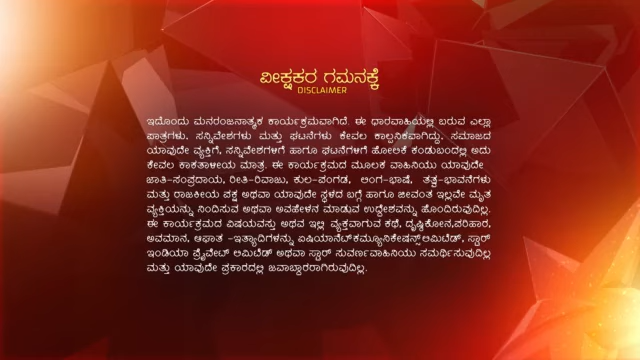 ವೀಕ್ಷಕರ ಗಮನಕ್ಕೆ
DISCLAIMER
ಇದೊಂದು ಮನರಂಜನಾತ್ಮಕ ಕಾರ್ಯಕ್ರಮವಾಗಿದೆ. ಈ ಧಾರವಾಹಿಯಲ್ಲಿ ಬರುವ ಎಲ್ಲಾ
ಪಾತ್ರಗಳು, ಸನ್ನಿವೇಶಗಳು ಮತ್ತು ಘಟನೆಗಳು ಕೇವಲ ಕಾಲ್ಪನಿಕವಾಗಿದ್ದು, ಸಮಾಜದ
ಯಾವುದೇ ವ್ಯಕ್ತಿಗೆ, ಸನ್ನಿವೇಶಗಳಿಗೆ ಹಾಗೂ ಘಟನೆಗಳಿಗೆ ಹೋಲಿಕೆ ಕಂಡುಬಂದಲ್ಲಿ ಅದು
ಕೇವಲ ಕಾಕತಾಳೀಯ ಮಾತ್ರ. ಈ ಕಾರ್ಯಕ್ರಮದ ಮೂಲಕ ವಾಹಿನಿಯು ಯಾವುದೇ
ಜಾತಿ-ಸಂಪ್ರದಾಯ, ರೀತಿ-ರಿವಾಜು, ಕುಲ-ಪಂಗಡ, ಲಿಂಗ-ಭಾಷೆ, ತತ್ವ-ಭಾವನೆಗಳು
ಮತ್ತು ರಾಜಕೀಯ ಪಕ್ಷ ಅಥವಾ ಯಾವುದೇ ಸ್ಥಳದ ಬಗ್ಗೆ ಹಾಗೂ ಜೀವಂತ ಇಲ್ಲವೇ ಮೃತ
ವ್ಯಕ್ತಿಯನ್ನು ನಿಂದಿಸುವ ಅಥವಾ ಅವಹೇಳನ ಮಾಡುವ ಉದ್ದೇಶವನ್ನು ಹೊಂದಿರುವುದಿಲ್ಲ.
ಈ ಕಾರ್ಯಕ್ರಮದ ವಿಷಯವಸ್ತು ಅಥವ ಇಲ್ಲಿ ವ್ಯಕ್ತವಾಗುವ ಕಥೆ, ದೃಷ್ಟಿಕೋನ,ಪರಿಹಾರ,
ಅವಮಾನ, ಆಘಾತ -ಇತ್ಯಾದಿಗಳನ್ನು ಏಷಿಯಾನೆಟ್‌ಕಮ್ಯೂನಿಕೇಷನ್ಸ್ ಲಿಮಿಟೆಡ್, ಸ್ಟಾರ್
ಇಂಡಿಯಾ ಪ್ರೈವೇಟ್ ಲಿಮಿಟೆಡ್ ಅಥವಾ ಸ್ಟಾರ್ ಸುವರ್ಣವಾಹಿನಿಯು ಸಮರ್ಥಿಸುವುದಿಲ್ಲ
ಮತ್ತು ಯಾವುದೇ ಪ್ರಕಾರದಲ್ಲಿ ಜವಾಬ್ದಾರರಾಗಿರುವುದಿಲ್ಲ.